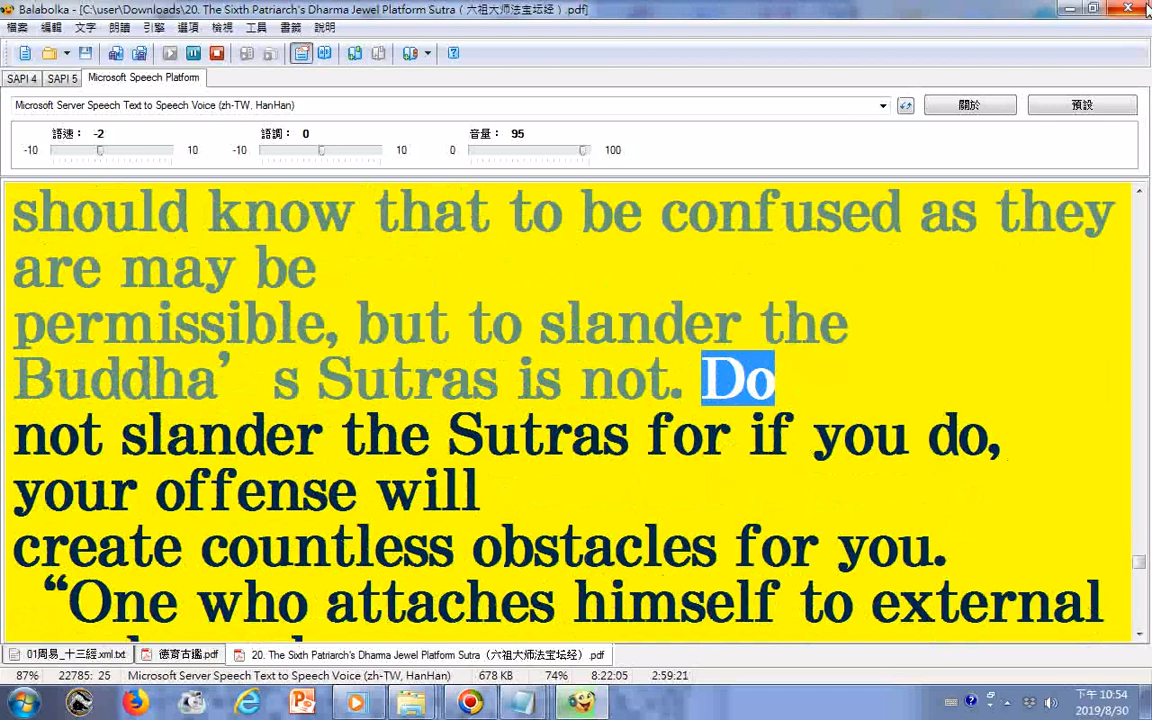 Balabolka - [C:\user\Downloads\20. The Sixth Patriarch's Dharma Jewel Platform Sutra（六祖大师法宝坛经）.pdf]
檔案 編輯 文字 朗讀 引擎 選項 檢視 工具 書籤 說明
SAPI 4 SAPI 5 Microsoft Speech Platform
Microsoft Server Speech Text to Speech Voice (zh-TW, HanHan) 關於 預設
語速： -2 語調： 0 音量： 95
-10 10 -10 10 0 100
should know that to be confused as they
are may be
permissible, but to slander the
Buddha’ s Sutras is not. Do
not slander the Sutras for if you do,
your offense will
create countless obstacles for you.
“One who attaches himself to external
01周易_十三經.xml.txt 德育古鑑.pdf 20. The Sixth Patriarch's Dharma Jewel Platform Sutra（六祖大师法宝坛经）.pdf
87% 22785: 25 Microsoft Server Speech Text to Speech Voice (zh-TW, HanHan) 678 KB 74% 8:22:05 2:59:21
下午 10:54
2019/8/30